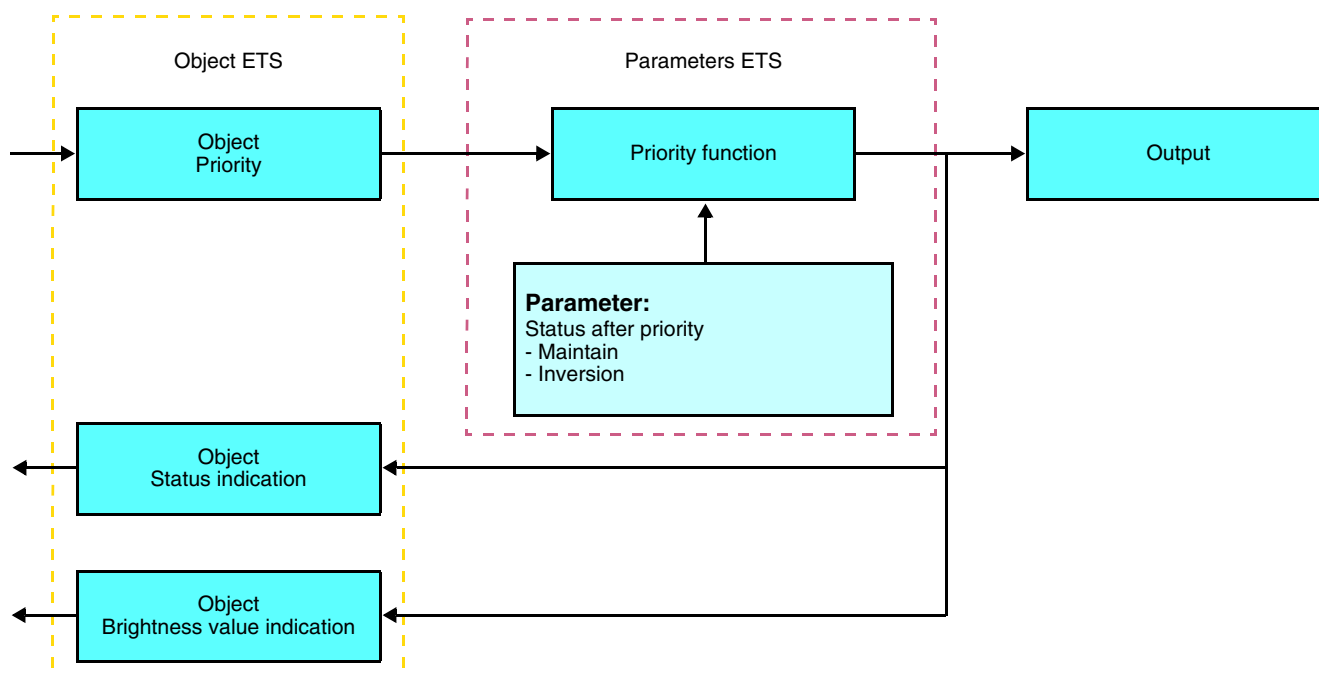 Object ETS
Parameters ETS
Object
Priority
Priority function
Output
Parameter:
Status after priority
- Maintain
- Inversion
Object
Status indication
Object
Brightness value indication